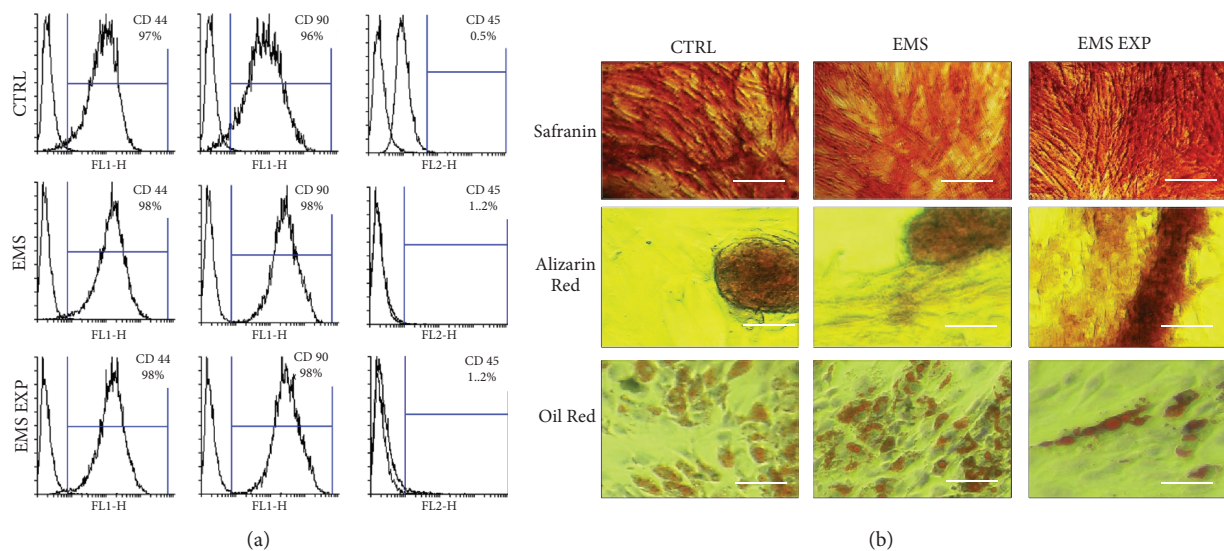 CTRL
CD 44
97%
FL1-H
CD 90
96%
FL1-H
CD 45
0.5%
FL2-H
EMS
CD 44
98%
FL1-H
CD 90
98%
FL1-H
CD 45
1..2%
FL2-H
EMS EXP
CD 44
98%
FL1-H
CD 90
98%
FL1-H
CD 45
1..2%
FL2-H
(a)
CTRL
EMS
EMS EXP
Safranin
Alizarin
Red
Oil Red
(b)